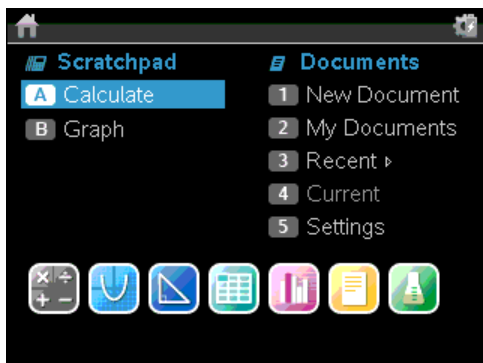 Scratchpad
A Calculate
B Graph
Documents
1 New Document
2 My Documents
3 Recent ▹
4 Current
5 Settings